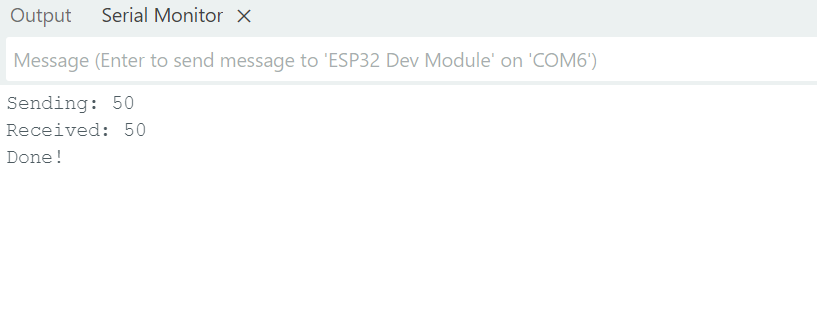 Output Serial Monitor
Message (Enter to send message to 'ESP32 Dev Module' on 'COM6')
Sending: 50
Received: 50
Done!